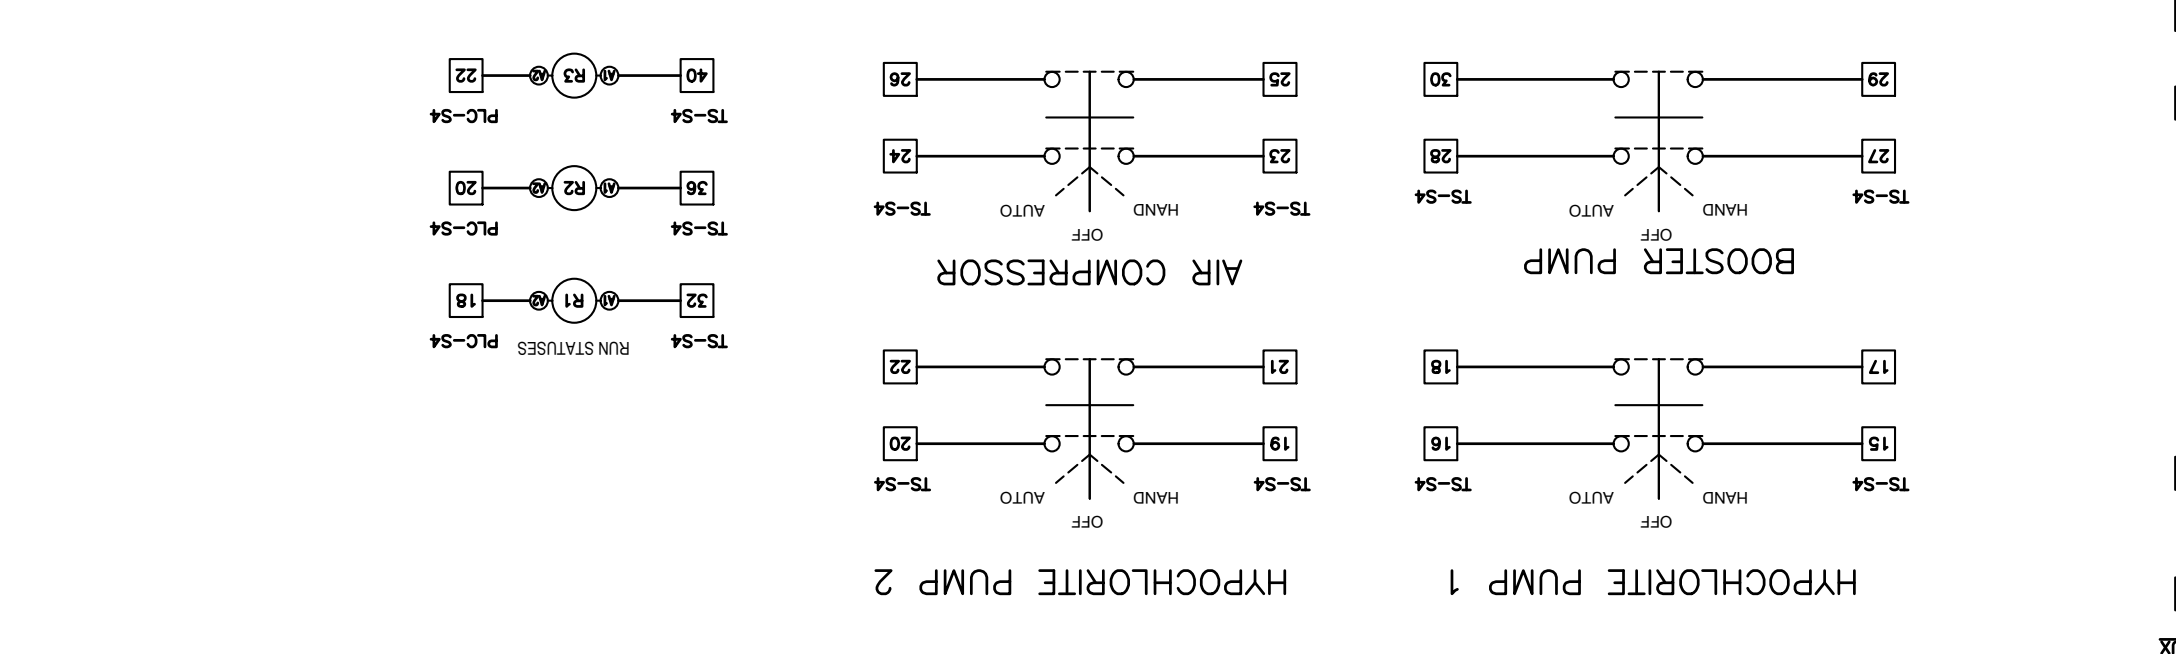 HYPOCHLORITE PUMP 1
OFF
HAND AUTO
TS-S4 TS-S4
15 16
17 18
HYPOCHLORITE PUMP 2
OFF
HAND AUTO
TS-S4 TS-S4
19 20
21 22
BOOSTER PUMP
OFF
HAND AUTO
TS-S4 TS-S4
27 28
29 30
AIR COMPRESSOR
OFF
HAND AUTO
TS-S4 TS-S4
23 24
25 26
TS-S4 RUN STATUSES PLC-S4
32 A1 R1 A2 18
TS-S4 PLC-S4
36 A1 R2 A2 20
TS-S4 PLC-S4
40 A1 R3 A2 22